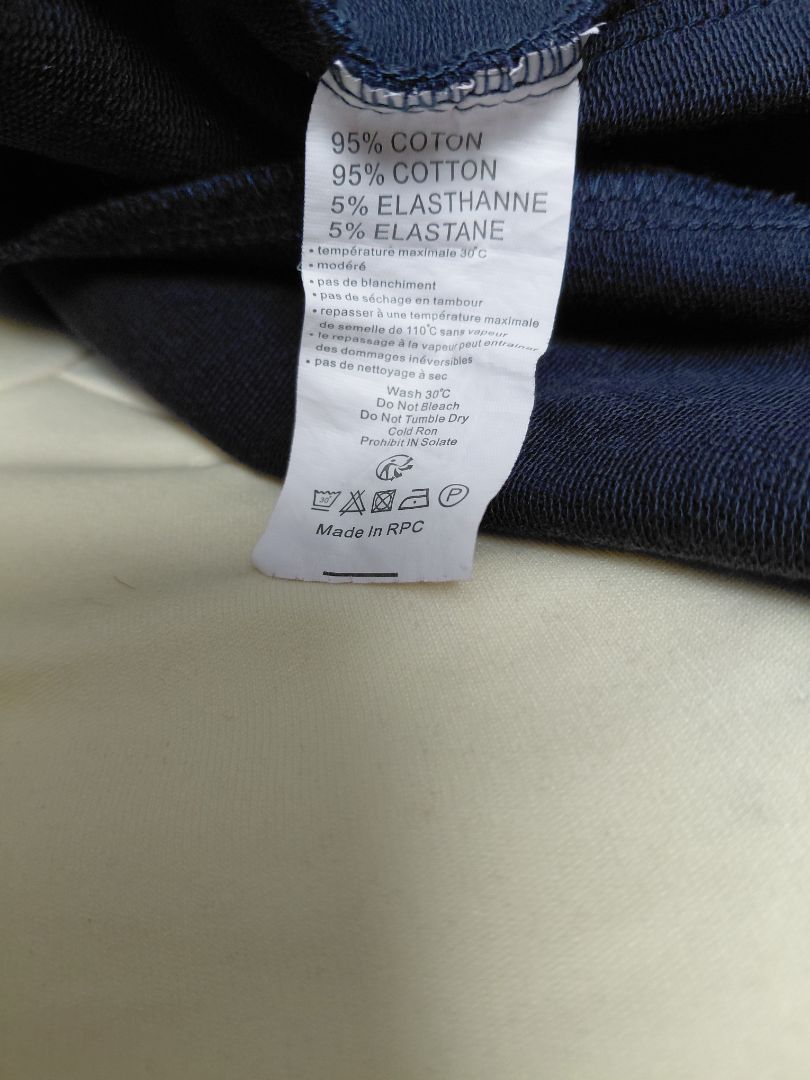 95% COTON
95% COTTON
5% ELASTHANNE
5% ELASTANE
• température maximale 30°C
• modéré
• pas de blanchiment
• pas de séchage en tambour
• repasser à une température maximale
de semelle de 110°C sans vapeur
• le repassage à la vapeur peut entraîner
des dommages inéversibles
• pas de nettoyage à sec
Wash 30°C
Do Not Bleach
Do Not Tumble Dry
Cold Ron
Prohibit IN Solate
30°
P
Made In RPC